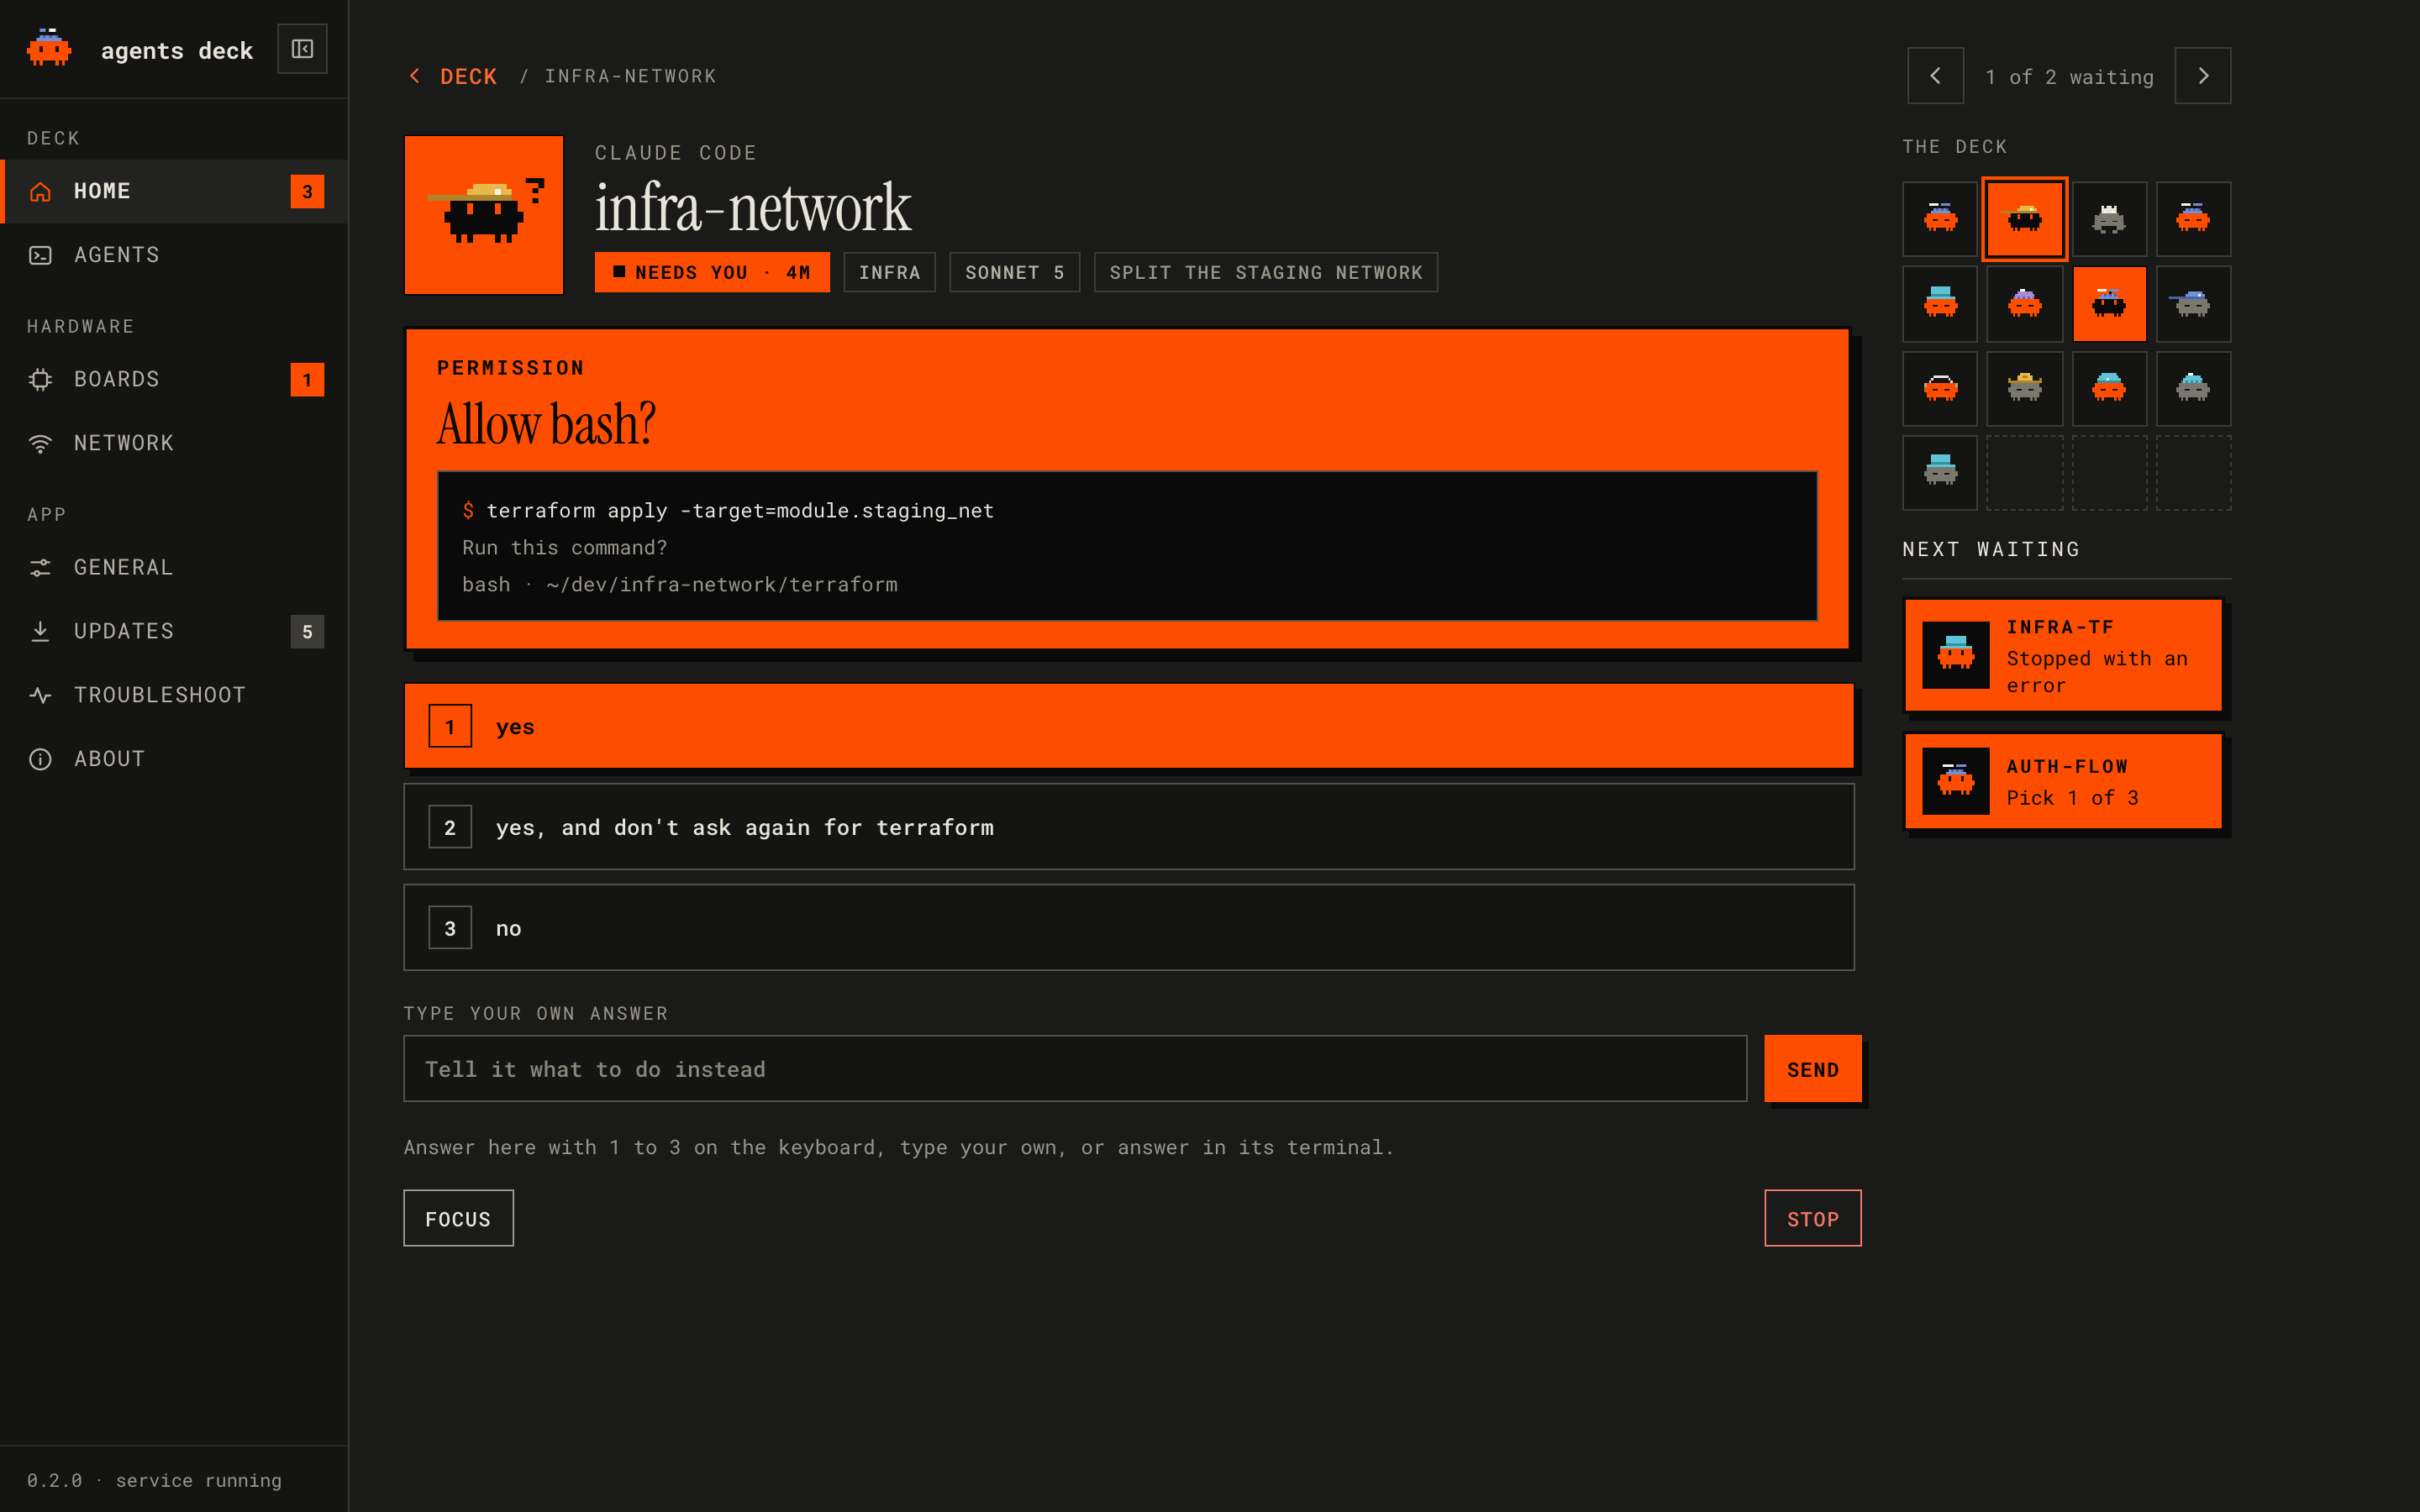 agents deck
DECK
HOME 3
AGENTS
HARDWARE
BOARDS 1
NETWORK
APP
GENERAL
UPDATES 5
TROUBLESHOOT
ABOUT
0.2.0 · service running
DECK / INFRA-NETWORK
1 of 2 waiting
CLAUDE CODE
infra-network
NEEDS YOU · 4M
INFRA
SONNET 5
SPLIT THE STAGING NETWORK
PERMISSION
Allow bash?
$ terraform apply -target=module.staging_net
Run this command?
bash · ~/dev/infra-network/terraform
1 yes
2 yes, and don't ask again for terraform
3 no
TYPE YOUR OWN ANSWER
Tell it what to do instead
SEND
Answer here with 1 to 3 on the keyboard, type your own, or answer in its terminal.
FOCUS
STOP
THE DECK
NEXT WAITING
INFRA-TF
Stopped with an
error
AUTH-FLOW
Pick 1 of 3